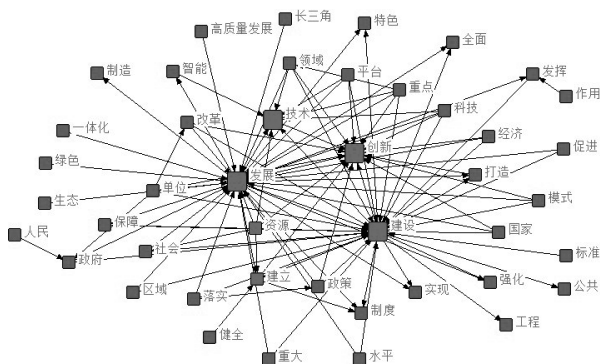 长三角
特色
高质量发展
全面
领域
制造
智能
平台
发挥
重点
作用
技术
科技
改革
一体化
经济
创新
促进
绿色
发展
打造
单位
生态
模式
保障
资源
建设
国家
人民
社会
政府
标准
建立
强化
区域
政策
实现
公共
落实
制度
工程
健全
重大
水平